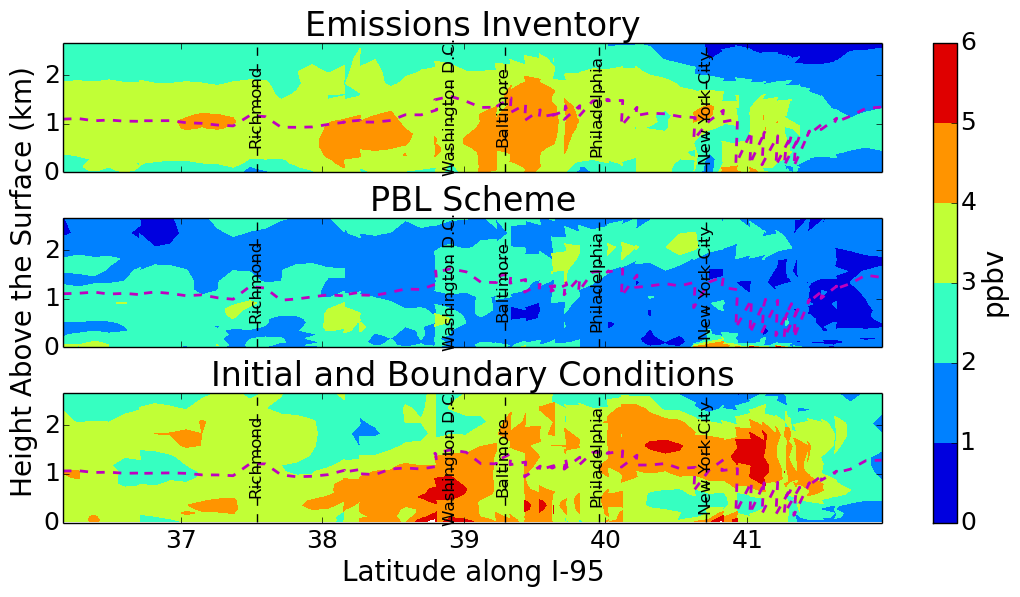 Emissions Inventory
2
1
0
Richmond
Washington D.C.
Baltimore
Philadelphia
New York City
PBL Scheme
2
1
0
Richmond
Washington D.C.
Baltimore
Philadelphia
New York City
Initial and Boundary Conditions
2
1
0
Richmond
Washington D.C.
Baltimore
Philadelphia
New York City
37 38 39 40 41
Latitude along I-95
Height Above the Surface (km)
6
5
4
3
2
1
0
ppbv